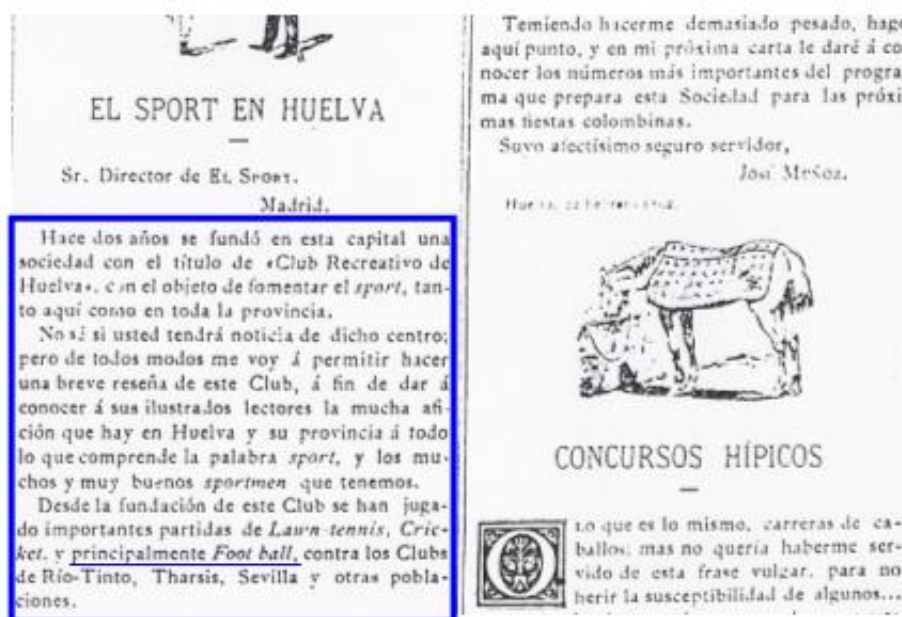 EL SPORT EN HUELVA
Sr. Director de EL SPORT.
Madrid.
Hace dos años se fundó en esta capital una
sociedad con el título de «Club Recreativo de
Huelva», con el objeto de fomentar el sport, tan-
to aquí como en toda la provincia.
No sé si usted tendrá noticia de dicho centro;
pero de todos modos me voy á permitir hacer
una breve reseña de este Club, á fin de dar á
conocer á sus ilustrados lectores la mucha afi-
ción que hay en Huelva y su provincia á todo
lo que comprende la palabra sport, y los mu-
chos y muy buenos sportmen que tenemos.
Desde la fundación de este Club se han juga-
do importantes partidas de Lawn-tennis, Cric-
ket, y principalmente Foot ball, contra los Clubs
de Río-Tinto, Tharsis, Sevilla y otras pobla-
ciones.
Temiendo hacerme demasiado pesado, hago
aquí punto, y en mi próxima carta le daré á co-
nocer los números más importantes del progra-
ma que prepara esta Sociedad para las próxi-
mas fiestas colombinas.
Suyo afectísimo seguro servidor,
José Muñoz.
CONCURSOS HÍPICOS
O lo que es lo mismo, carreras de ca-
ballos; mas no quería haberme ser-
vido de esta frase vulgar, para no
herir la susceptibilidad de algunos...